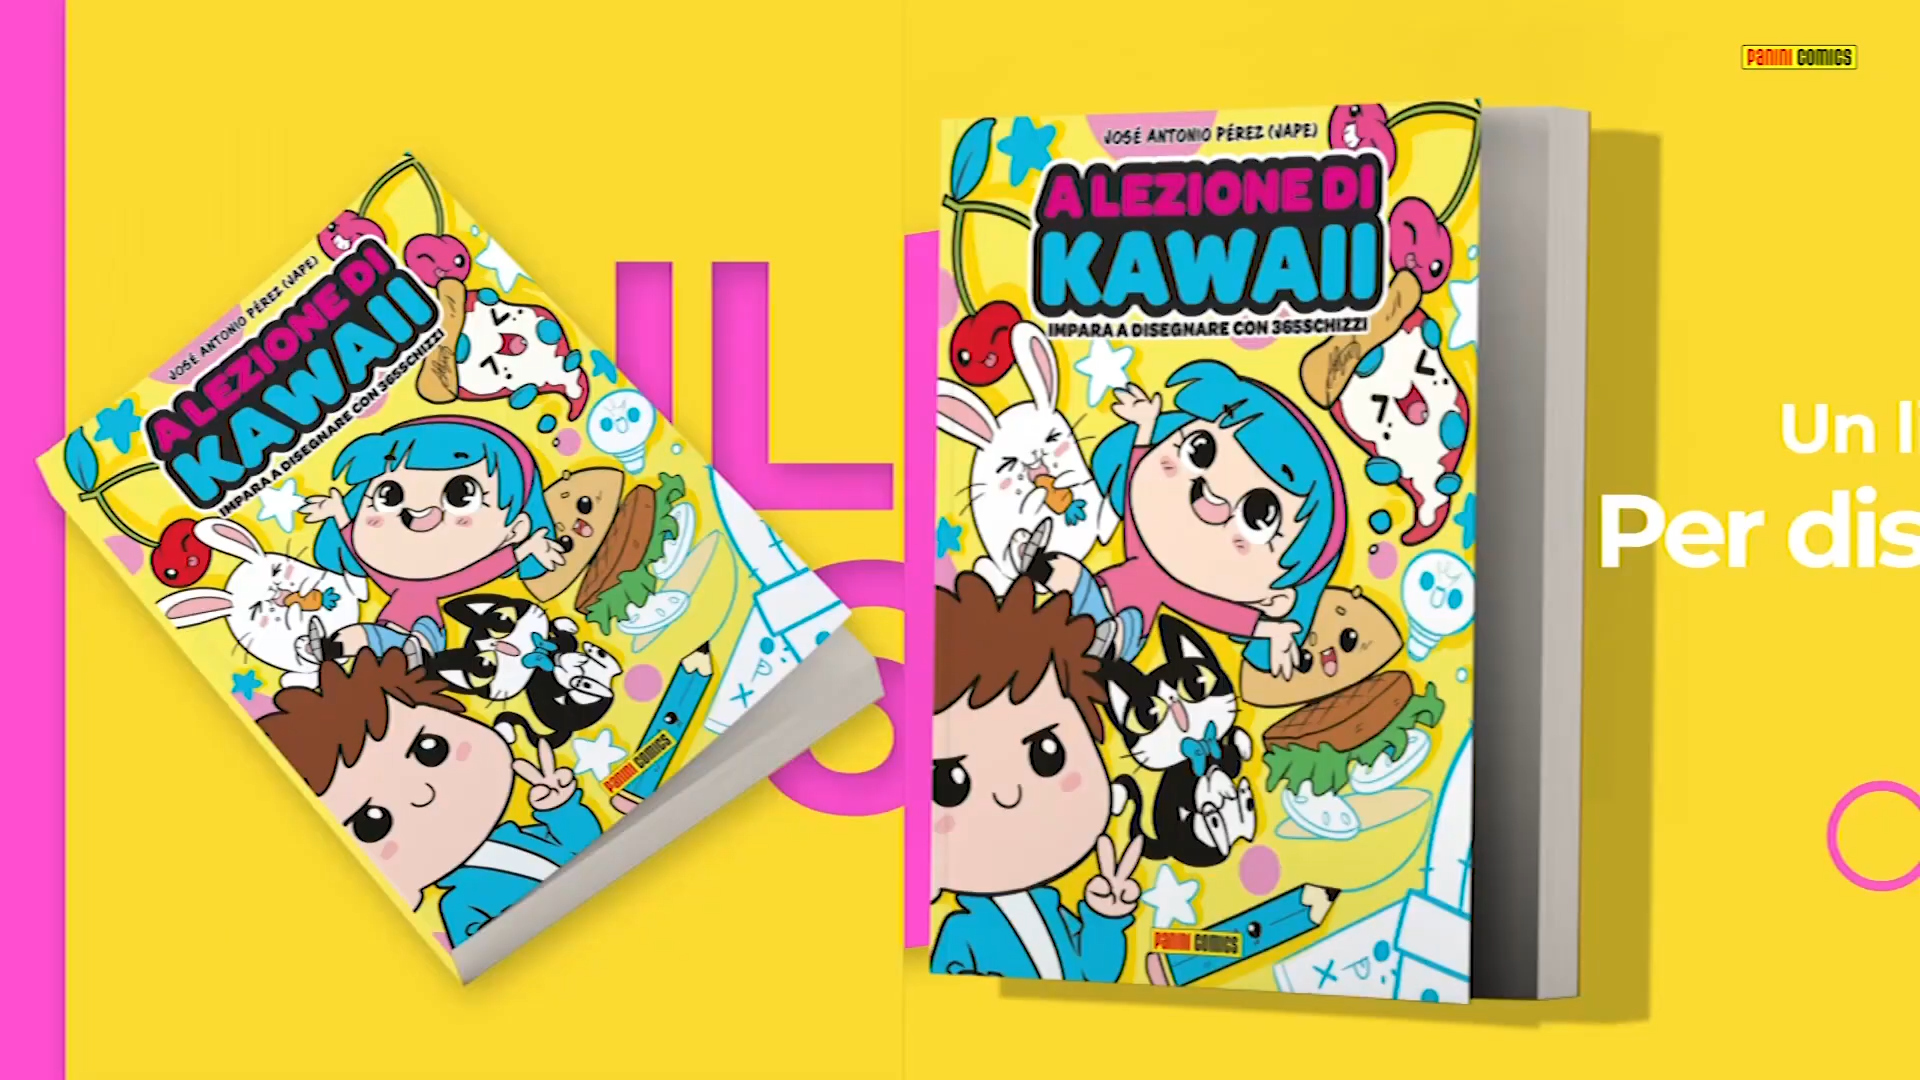 PANINI COMICS
JOSÉ ANTONIO PÉREZ (JAPE)
A LEZIONE DI
KAWAII
IMPARA A DISEGNARE CON 365SCHIZZI
PANINI COMICS
IL
JOSÉ ANTONIO PÉREZ (JAPE)
A LEZIONE DI
KAWAII
IMPARA A DISEGNARE CON 365SCHIZZI
PANINI COMICS
Un
Per dis